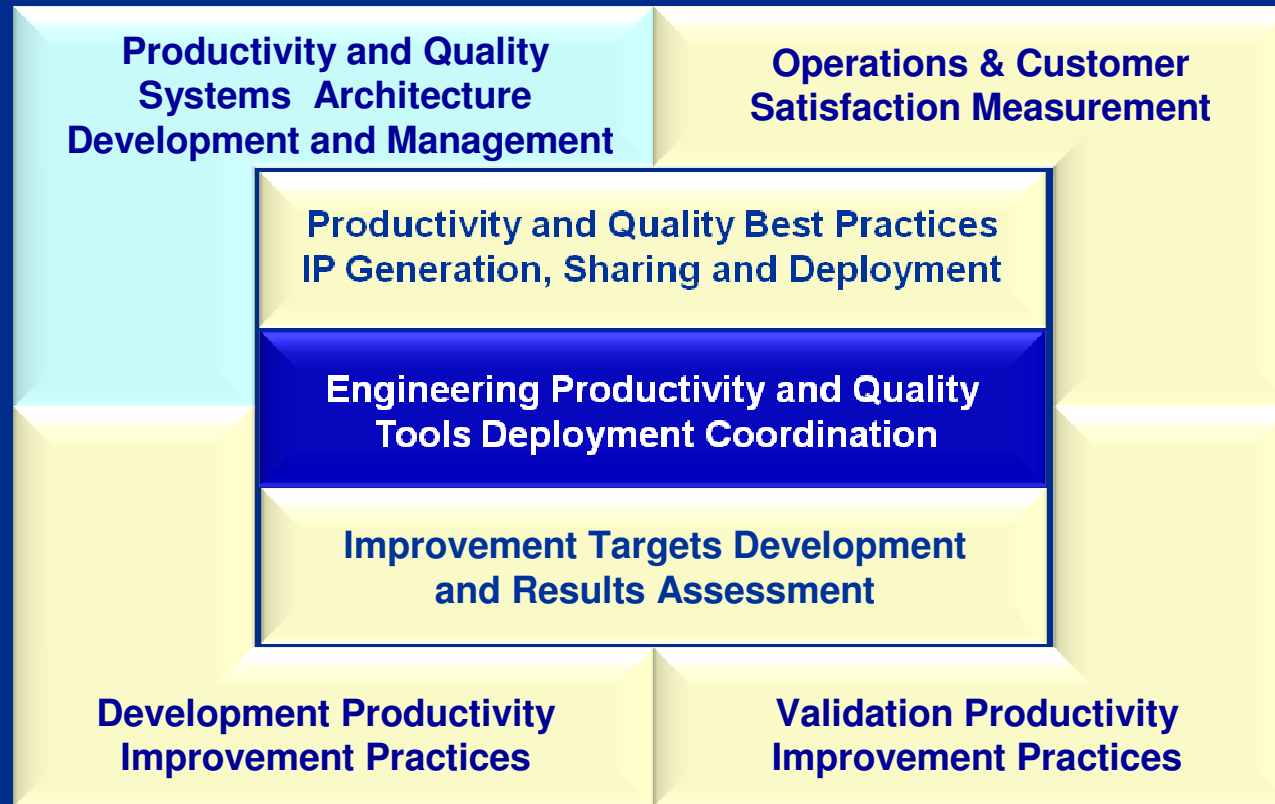 Productivity and Quality
Systems Architecture
Development and Management
Operations & Customer
Satisfaction Measurement
Productivity and Quality Best Practices
IP Generation, Sharing and Deployment
Engineering Productivity and Quality
Tools Deployment Coordination
Improvement Targets Development
and Results Assessment
Development Productivity
Improvement Practices
Validation Productivity
Improvement Practices